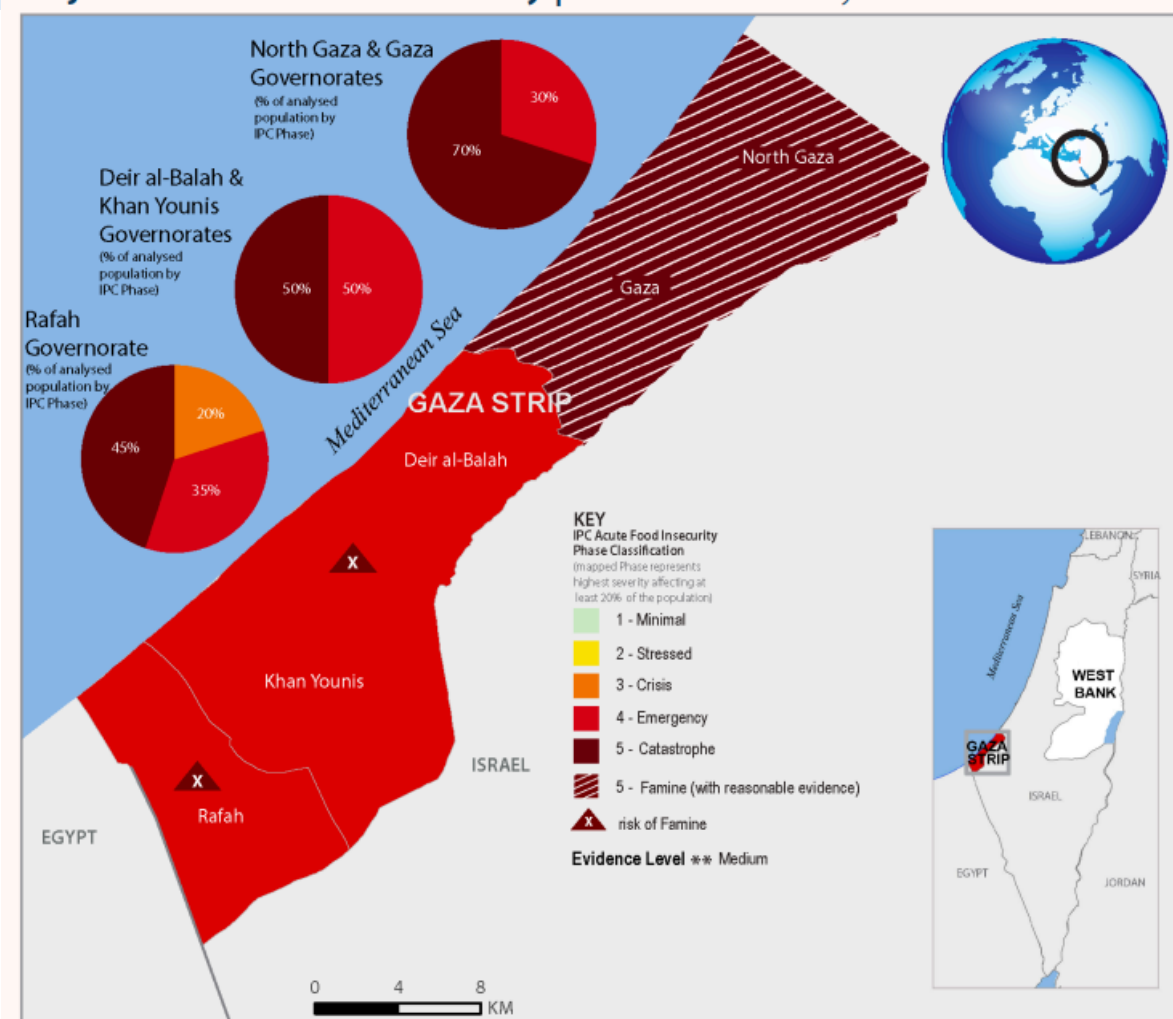 North Gaza & Gaza
Governorates
(% of analysed
population by
IPC Phase)
30%
70%
Deir al-Balah &
Khan Younis
Governorates
(% of analysed
population by
IPC Phase)
50%
50%
Rafah
Governorate
(% of analysed
population by
IPC Phase)
20%
45%
35%
Mediterranean Sea
North Gaza
Gaza
GAZA STRIP
Deir al-Balah
X
Khan Younis
X
Rafah
ISRAEL
EGYPT
KEY
IPC Acute Food Insecurity
Phase Classification
(mapped Phase represents
highest severity affecting at
least 20% of the population)
1 - Minimal
2 - Stressed
3 - Crisis
4 - Emergency
5 - Catastrophe
5 - Famine (with reasonable evidence)
X risk of Famine
Evidence Level ** Medium
0 4 8
KM
LEBANON
SYRIA
Mediterranean Sea
WEST
BANK
GAZA
STRIP
ISRAEL
EGYPT
JORDAN